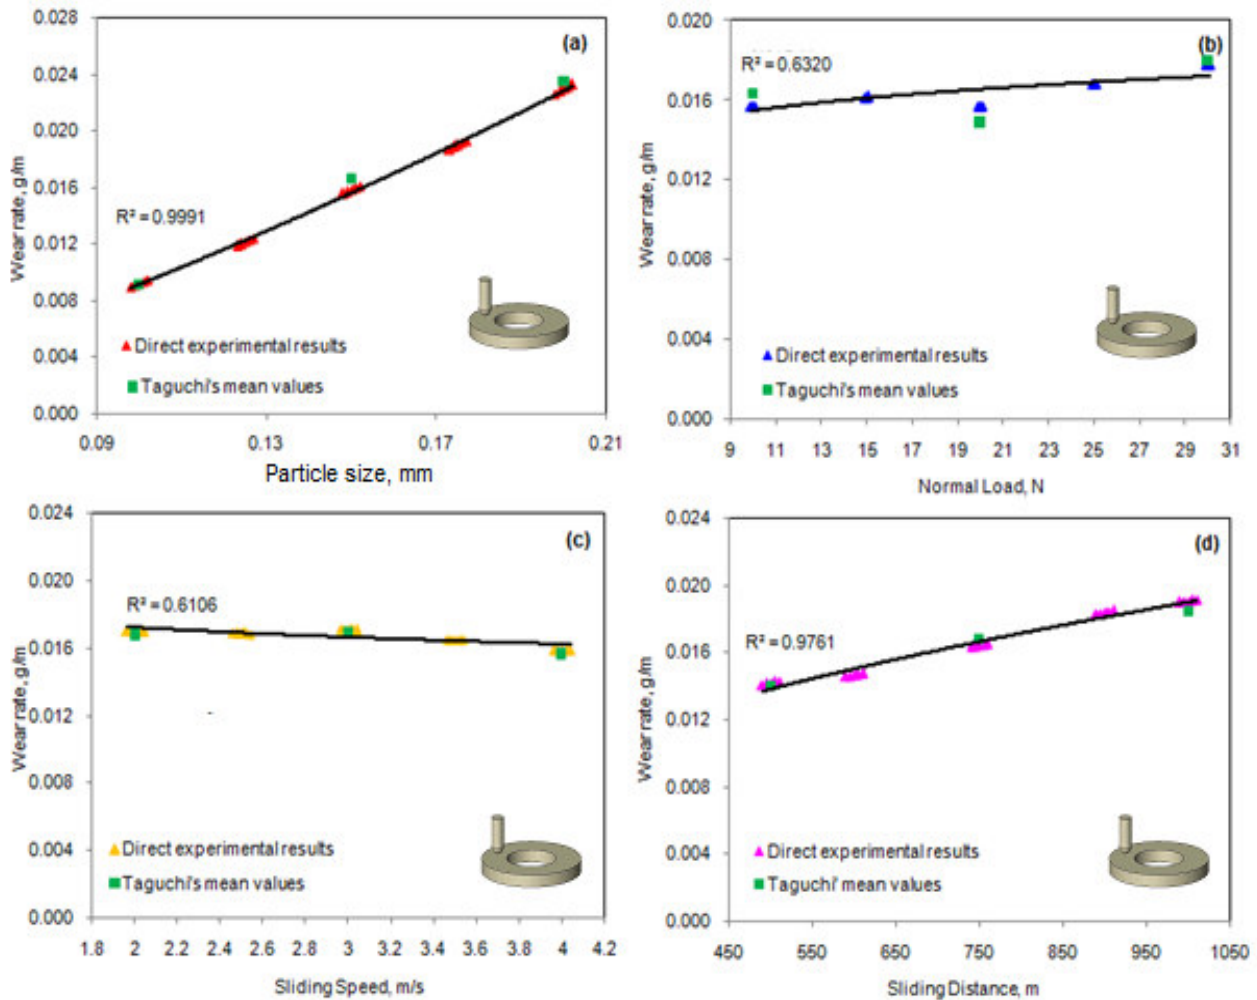 0.028
0.024
0.020
0.016
0.012
0.008
0.004
0.000
Wear rate, g/m
(a)
R² = 0.9991
Direct experimental results
Taguchi's mean values
0.09 0.13 0.17 0.21
Particle size, mm
0.020
0.016
0.012
0.008
0.004
0.000
Wear rate, g/m
(b)
R² = 0.6320
Direct experimental results
Taguchi's mean values
9 11 13 15 17 19 21 23 25 27 29 31
Normal Load, N
0.024
0.020
0.016
0.012
0.008
0.004
0.000
Wear rate, g/m
(c)
R² = 0.6106
Direct experimental results
Taguchi's mean values
1.8 2 2.2 2.4 2.6 2.8 3 3.2 3.4 3.6 3.8 4 4.2
Sliding Speed, m/s
0.024
0.020
0.016
0.012
0.008
0.004
0.000
Wear rate, g/m
(d)
R² = 0.9761
Direct experimental results
Taguchi' mean values
450 550 650 750 850 950 1050
Sliding Distance, m